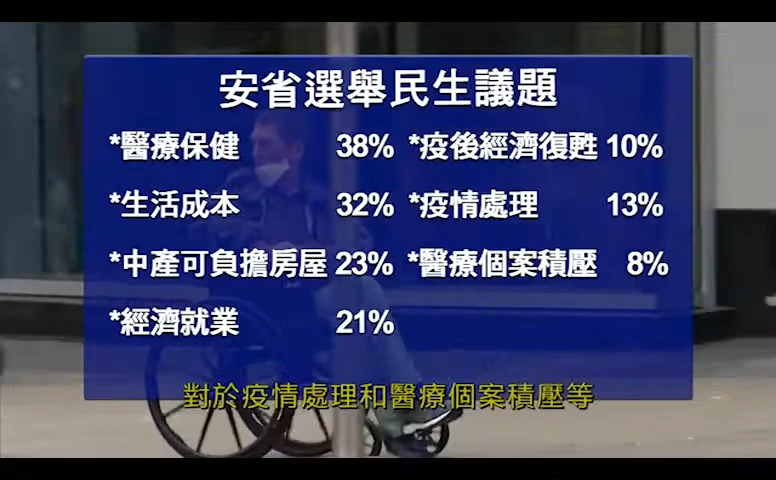 安省選舉民生議題
*醫療保健 38% *疫後經濟復甦 10%
*生活成本 32% *疫情處理 13%
*中產可負擔房屋 23% *醫療個案積壓 8%
*經濟就業 21%
對於疫情處理和醫療個案積壓等